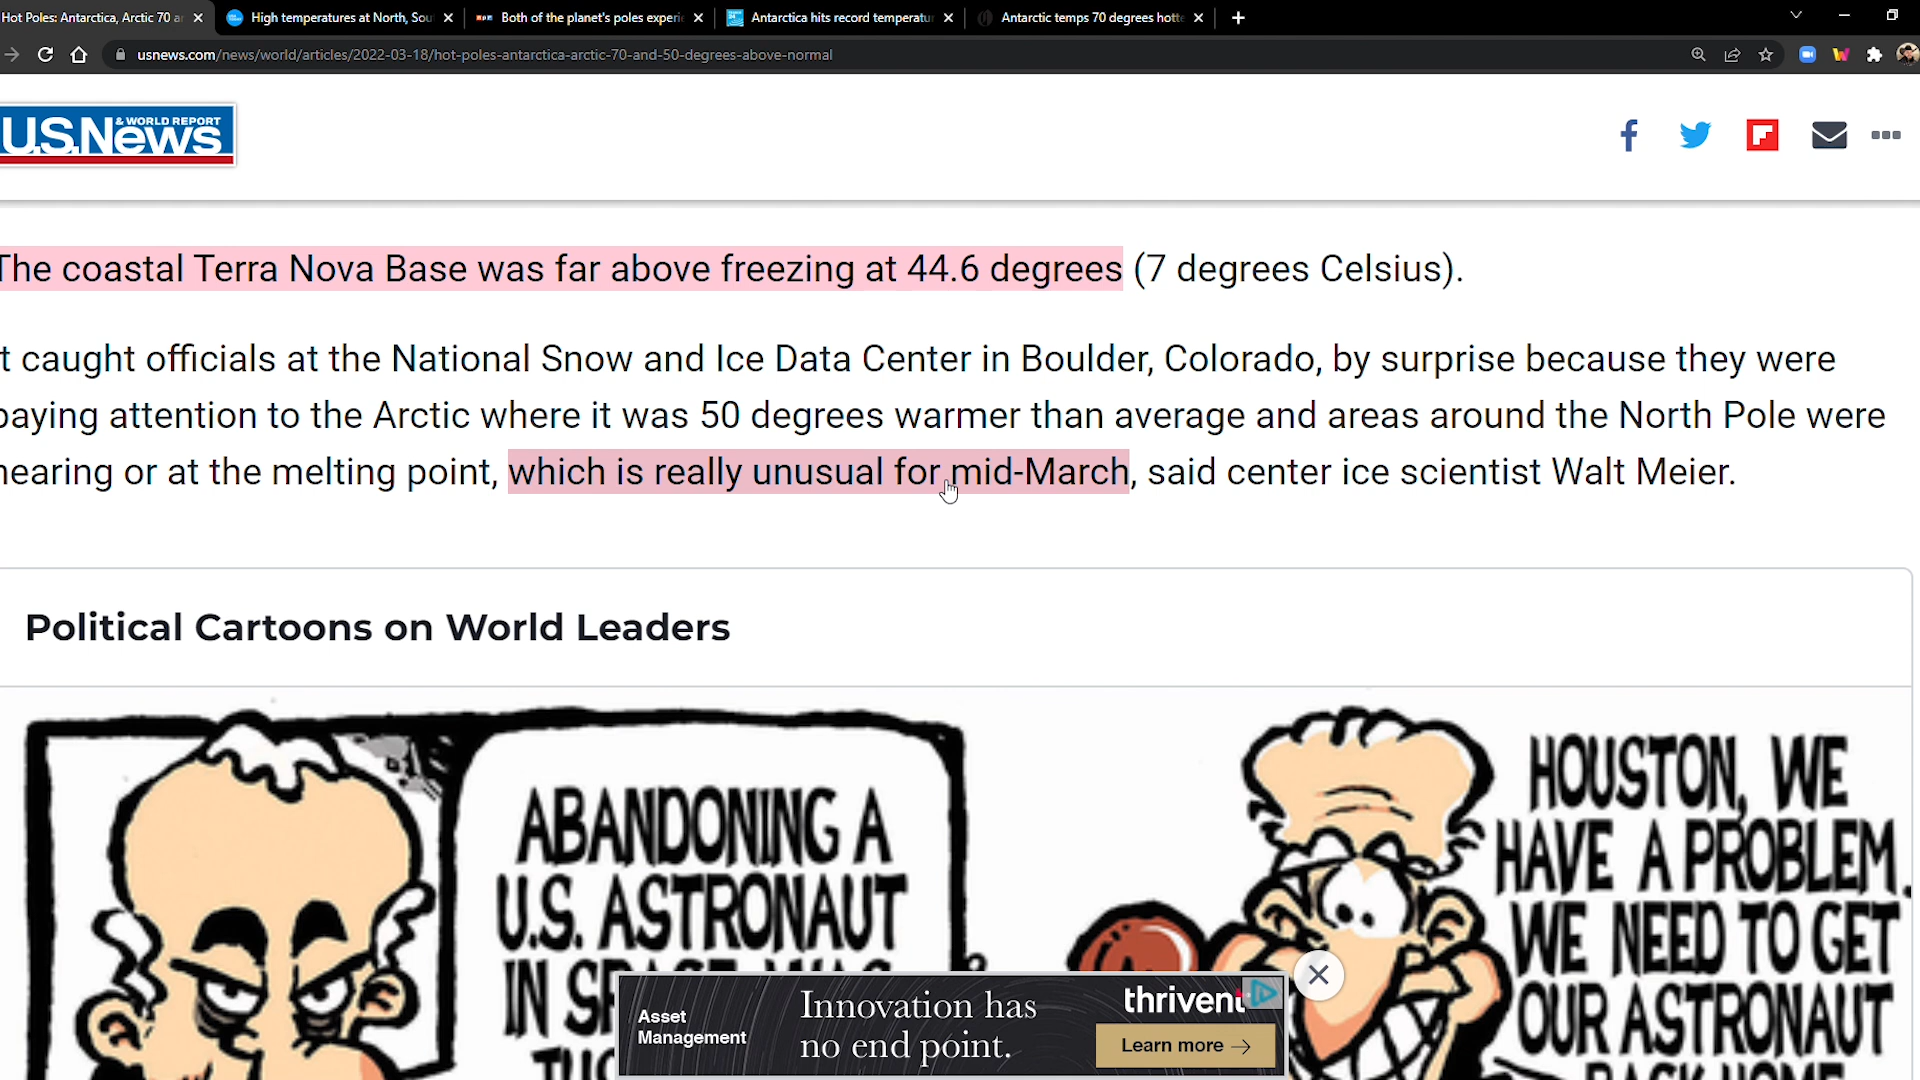 Hot Poles: Antarctica, Arctic 70 a
High temperatures at North, Sou
Both of the planet's poles experi
Antarctica hits record temperatu
Antarctic temps 70 degrees hott
usnews.com/news/world/articles/2022-03-18/hot-poles-antarctica-arctic-70-and-50-degrees-above-normal
& WORLD REPORT
U.S.News
The coastal Terra Nova Base was far above freezing at 44.6 degrees (7 degrees Celsius).
t caught officials at the National Snow and Ice Data Center in Boulder, Colorado, by surprise because they were
paying attention to the Arctic where it was 50 degrees warmer than average and areas around the North Pole were
nearing or at the melting point, which is really unusual for mid-March, said center ice scientist Walt Meier.
Political Cartoons on World Leaders
ABANDONING A
U.S. ASTRONAUT
IN SPACE WAS
HOUSTON, WE
HAVE A PROBLEM.
WE NEED TO GET
OUR ASTRONAUT
BACK HOME
Asset
Management
Innovation has
no end point.
thrivent
Learn more →